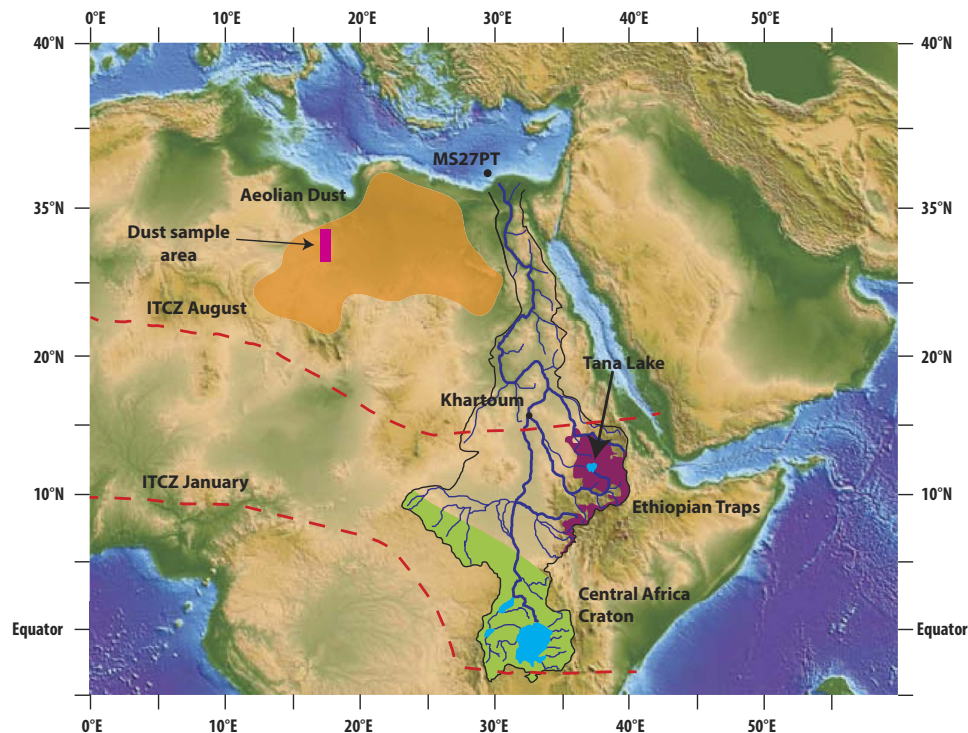 0°E 10°E 20°E 30°E 40°E 50°E
40°N 40°N
MS27PT
Aeolian Dust
35°N 35°N
Dust sample
area
ITCZ August
20°N 20°N
Tana Lake
Khartoum
ITCZ January
10°N 10°N
Ethiopian Traps
Central Africa
Craton
Equator Equator
0°E 10°E 20°E 30°E 40°E 50°E